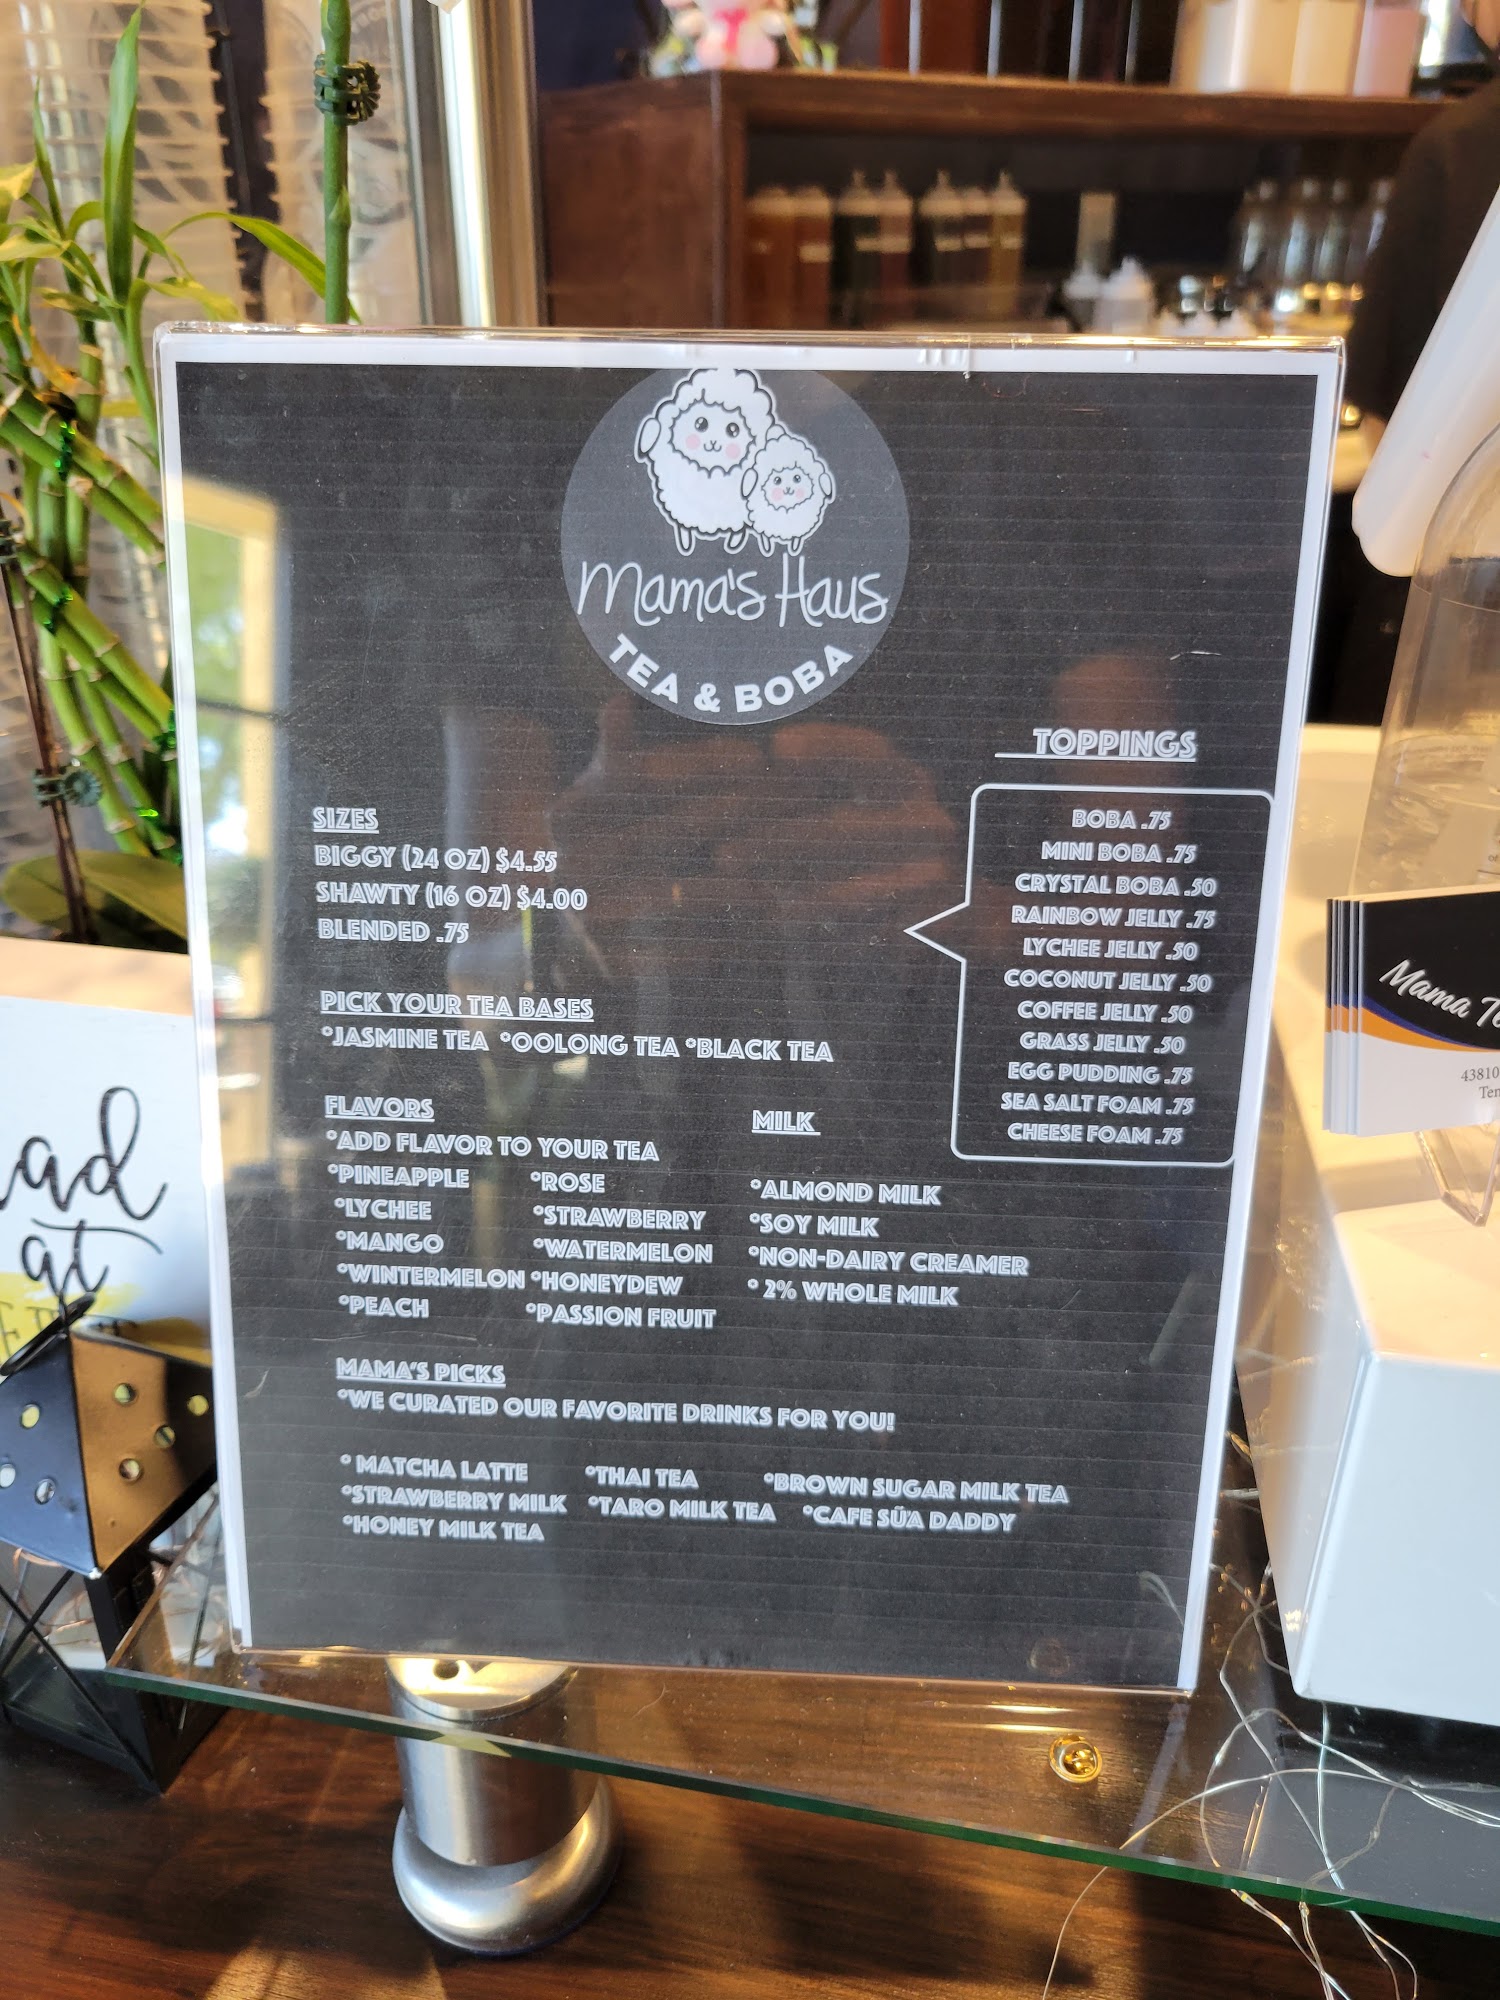 Mama's Haus
TEA & BOBA
TOPPINGS
BOBA .75
MINI BOBA .75
CRYSTAL BOBA .50
RAINBOW JELLY .75
LYCHEE JELLY .50
COCONUT JELLY .50
COFFEE JELLY .50
GRASS JELLY .50
EGG PUDDING .75
SEA SALT FOAM .75
CHEESE FOAM .75
SIZES
BIGGY (24 OZ) $4.55
SHAWTY (16 OZ) $4.00
BLENDED .75
PICK YOUR TEA BASES
°JASMINE TEA °OOLONG TEA °BLACK TEA
FLAVORS
°ADD FLAVOR TO YOUR TEA
°PINEAPPLE °ROSE
°LYCHEE °STRAWBERRY
°MANGO °WATERMELON
°WINTERMELON °HONEYDEW
°PEACH °PASSION FRUIT
MILK
°ALMOND MILK
°SOY MILK
°NON-DAIRY CREAMER
° 2% WHOLE MILK
MAMA'S PICKS
°WE CURATED OUR FAVORITE DRINKS FOR YOU!
° MATCHA LATTE °THAI TEA °BROWN SUGAR MILK TEA
°STRAWBERRY MILK °TARO MILK TEA °CAFE SỮA DADDY
°HONEY MILK TEA
Mama
43810